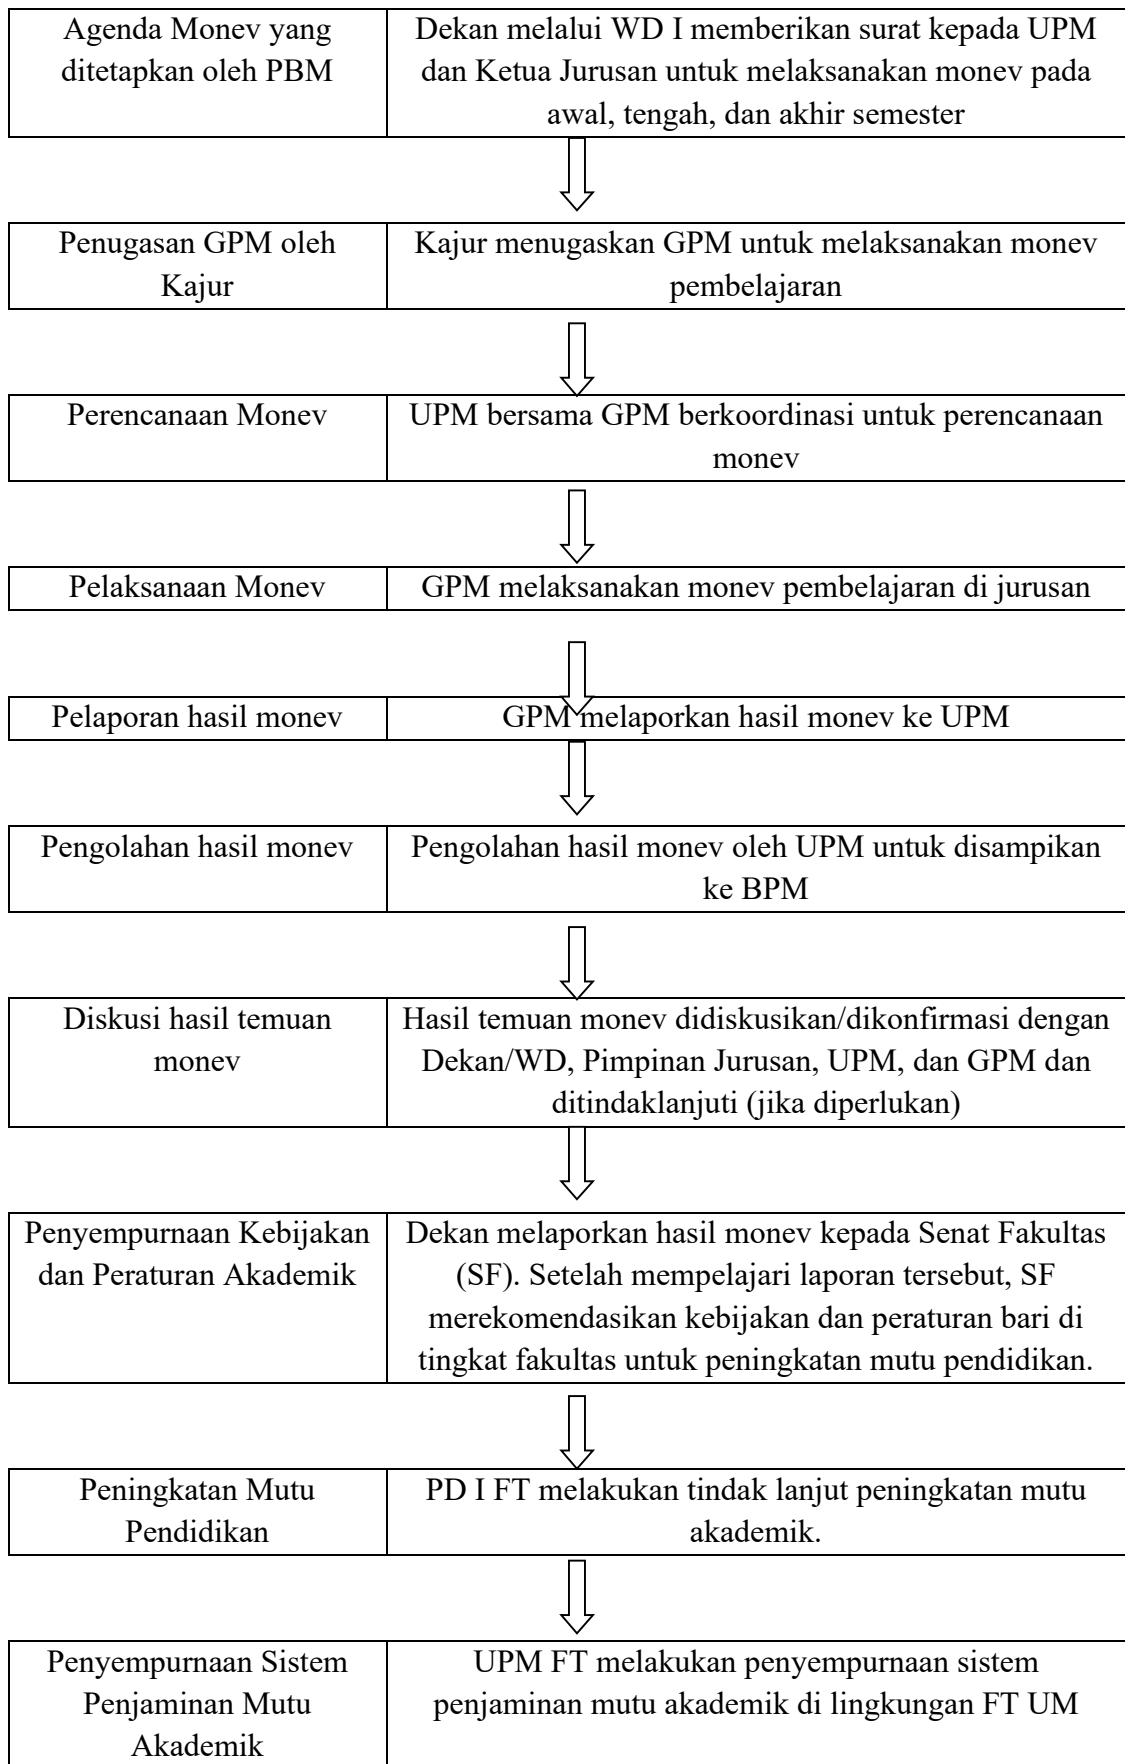 Agenda Monev yang
ditetapkan oleh PBM
Dekan melalui WD I memberikan surat kepada UPM
dan Ketua Jurusan untuk melaksanakan monev pada
awal, tengah, dan akhir semester
Penugasan GPM oleh
Kajur
Kajur menugaskan GPM untuk melaksanakan monev
pembelajaran
Perencanaan Monev
UPM bersama GPM berkoordinasi untuk perencanaan
monev
Pelaksanaan Monev
GPM melaksanakan monev pembelajaran di jurusan
Pelaporan hasil monev
GPM melaporkan hasil monev ke UPM
Pengolahan hasil monev
Pengolahan hasil monev oleh UPM untuk disampikan
ke BPM
Diskusi hasil temuan
monev
Hasil temuan monev didiskusikan/dikonfirmasi dengan
Dekan/WD, Pimpinan Jurusan, UPM, dan GPM dan
ditindaklanjuti (jika diperlukan)
Penyempurnaan Kebijakan
dan Peraturan Akademik
Dekan melaporkan hasil monev kepada Senat Fakultas
(SF). Setelah mempelajari laporan tersebut, SF
merekomendasikan kebijakan dan peraturan bari di
tingkat fakultas untuk peningkatan mutu pendidikan.
Peningkatan Mutu
Pendidikan
PD I FT melakukan tindak lanjut peningkatan mutu
akademik.
Penyempurnaan Sistem
Penjaminan Mutu
Akademik
UPM FT melakukan penyempurnaan sistem
penjaminan mutu akademik di lingkungan FT UM